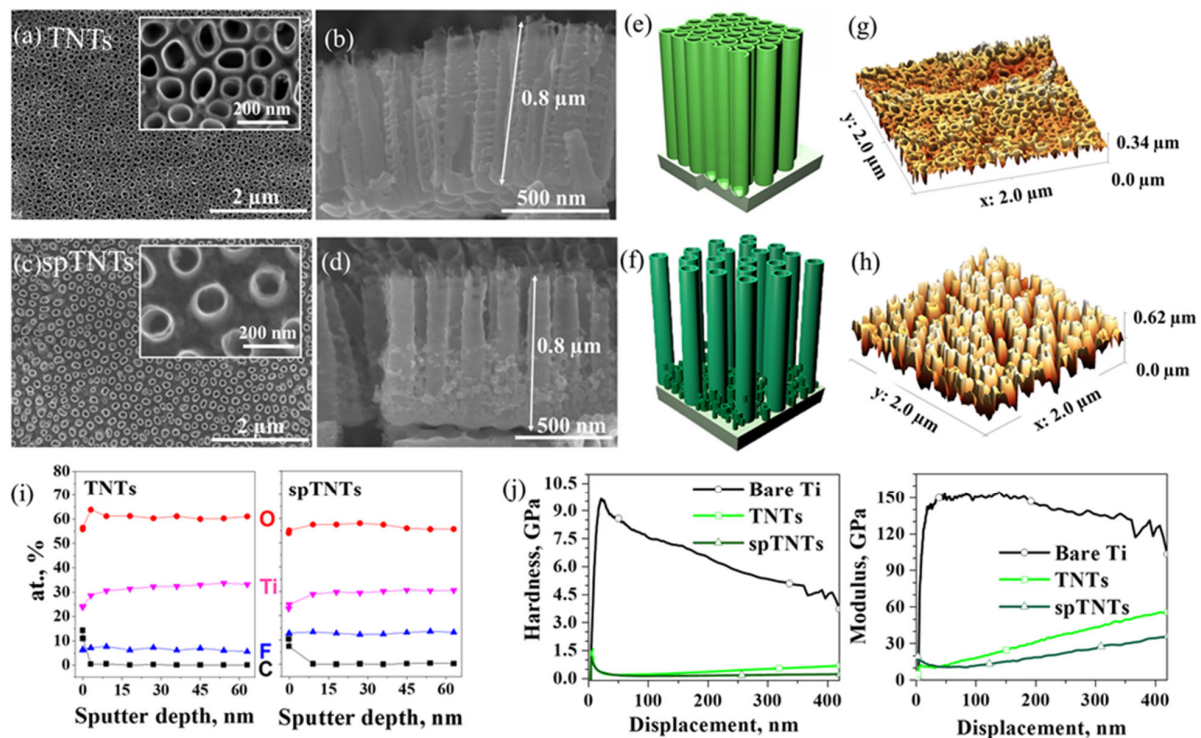 (a) TNTs
200 nm
2 µm
(b)
0.8 µm
500 nm
(e)
(g)
y: 2.0 µm
x: 2.0 µm
0.34 µm
0.0 µm
(c) spTNTs
200 nm
2 µm
(d)
0.8 µm
500 nm
(f)
(h)
y: 2.0 µm
x: 2.0 µm
0.62 µm
0.0 µm
(i)
80
70
60
50
40
30
20
10
0
at., %
TNTs
spTNTs
O
Ti
F
C
0 15 30 45 60
0 15 30 45 60
Sputter depth, nm
Sputter depth, nm
(j)
10.5
9.0
7.5
6.0
4.5
3.0
1.5
0.0
Hardness, GPa
Bare Ti
TNTs
spTNTs
0 100 200 300 400
Displacement, nm
150
120
90
60
30
0
Modulus, GPa
Bare Ti
TNTs
spTNTs
0 100 200 300 400
Displacement, nm